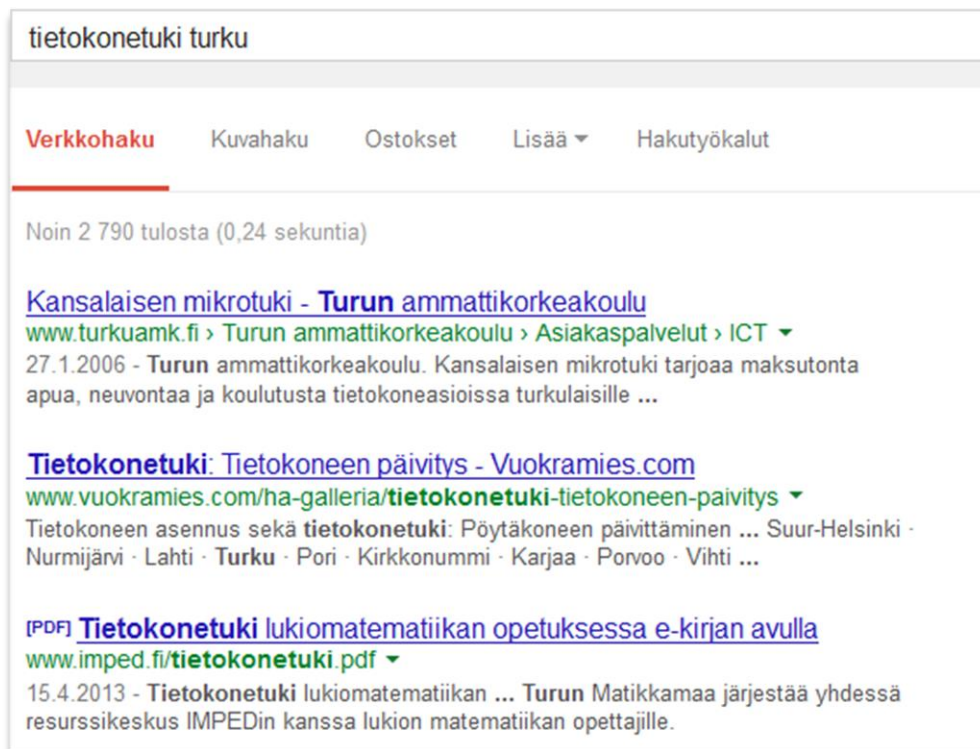 tietokonetuki turku
Verkkohaku Kuvahaku Ostokset Lisää Hakutyökalut
Noin 2 790 tulosta (0,24 sekuntia)
Kansalaisen mikrotuki - Turun ammattikorkeakoulu
www.turkuamk.fi › Turun ammattikorkeakoulu › Asiakaspalvelut › ICT
27.1.2006 - Turun ammattikorkeakoulu. Kansalaisen mikrotuki tarjoaa maksutonta
apua, neuvontaa ja koulutusta tietokoneasioissa turkulaisille ...
Tietokonetuki: Tietokoneen päivitys - Vuokramies.com
www.vuokramies.com/ha-galleria/tietokonetuki-tietokoneen-paivitys
Tietokoneen asennus sekä tietokonetuki: Pöytäkoneen päivittäminen ... Suur-Helsinki ·
Nurmijärvi · Lahti · Turku · Pori · Kirkkonummi · Karjaa · Porvoo · Vihti ...
[PDF] Tietokonetuki lukiomatematiikan opetuksessa e-kirjan avulla
www.imped.fi/tietokonetuki.pdf
15.4.2013 - Tietokonetuki lukiomatematiikan ... Turun Matikkamaa järjestää yhdessä
resurssikeskus IMPEDin kanssa lukion matematiikan opettajille.